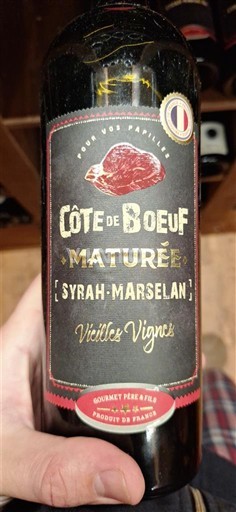 POUR VOS PAPILLES
CÔTE DE BOEUF
MATURÉE
[SYRAH-MARSELAN]
Vieilles Vignes
GOURMET PÈRE & FILS
PRODUIT DE FRANCE